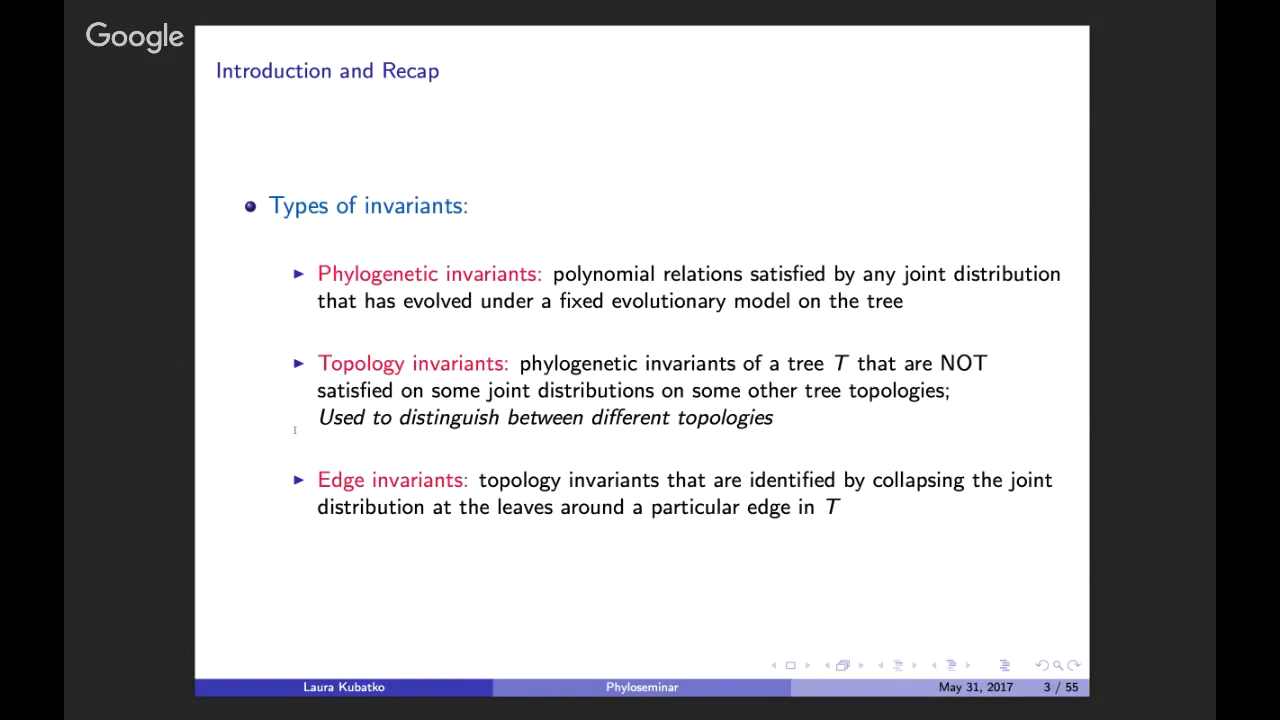 Google
Introduction and Recap
Types of invariants:
Phylogenetic invariants: polynomial relations satisfied by any joint distribution
that has evolved under a fixed evolutionary model on the tree
Topology invariants: phylogenetic invariants of a tree T that are NOT
satisfied on some joint distributions on some other tree topologies;
Used to distinguish between different topologies
Edge invariants: topology invariants that are identified by collapsing the joint
distribution at the leaves around a particular edge in T
Laura Kubatko Phyloseminar May 31, 2017 3 / 55